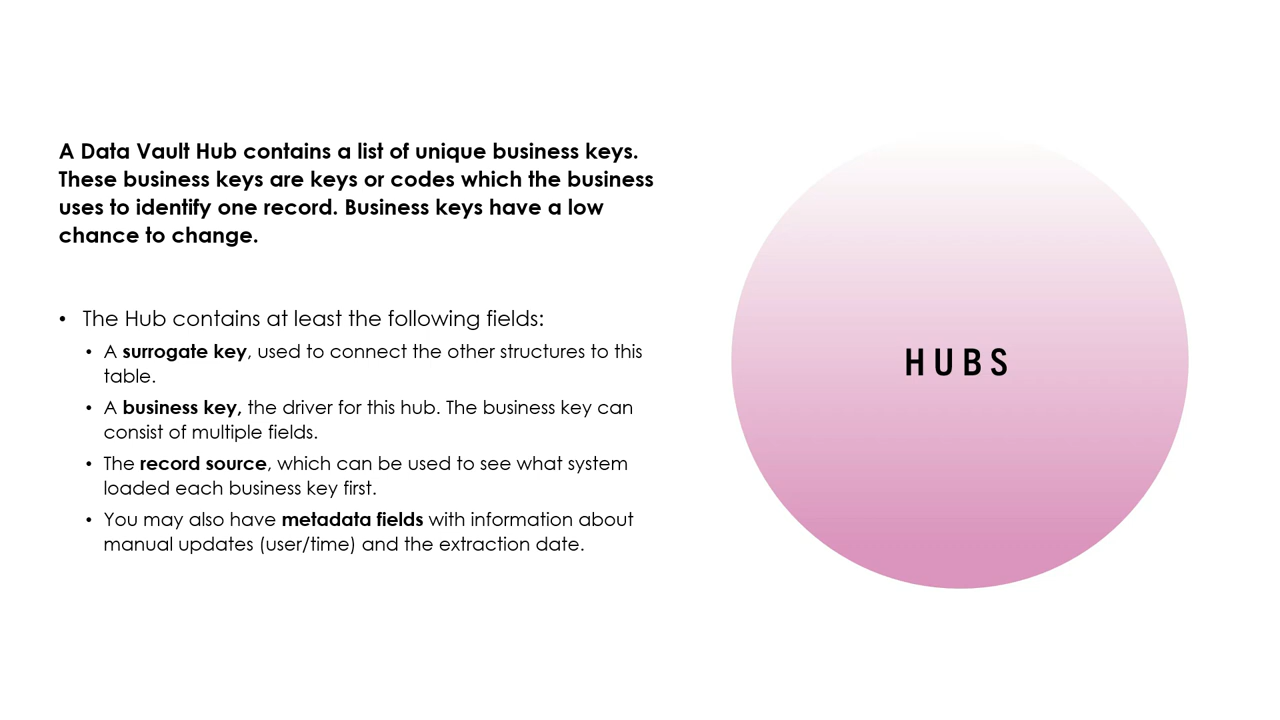 A Data Vault Hub contains a list of unique business keys.
These business keys are keys or codes which the business
uses to identify one record. Business keys have a low
chance to change.
• The Hub contains at least the following fields:
• A surrogate key, used to connect the other structures to this
table.
• A business key, the driver for this hub. The business key can
consist of multiple fields.
• The record source, which can be used to see what system
loaded each business key first.
• You may also have metadata fields with information about
manual updates (user/time) and the extraction date.
HUBS